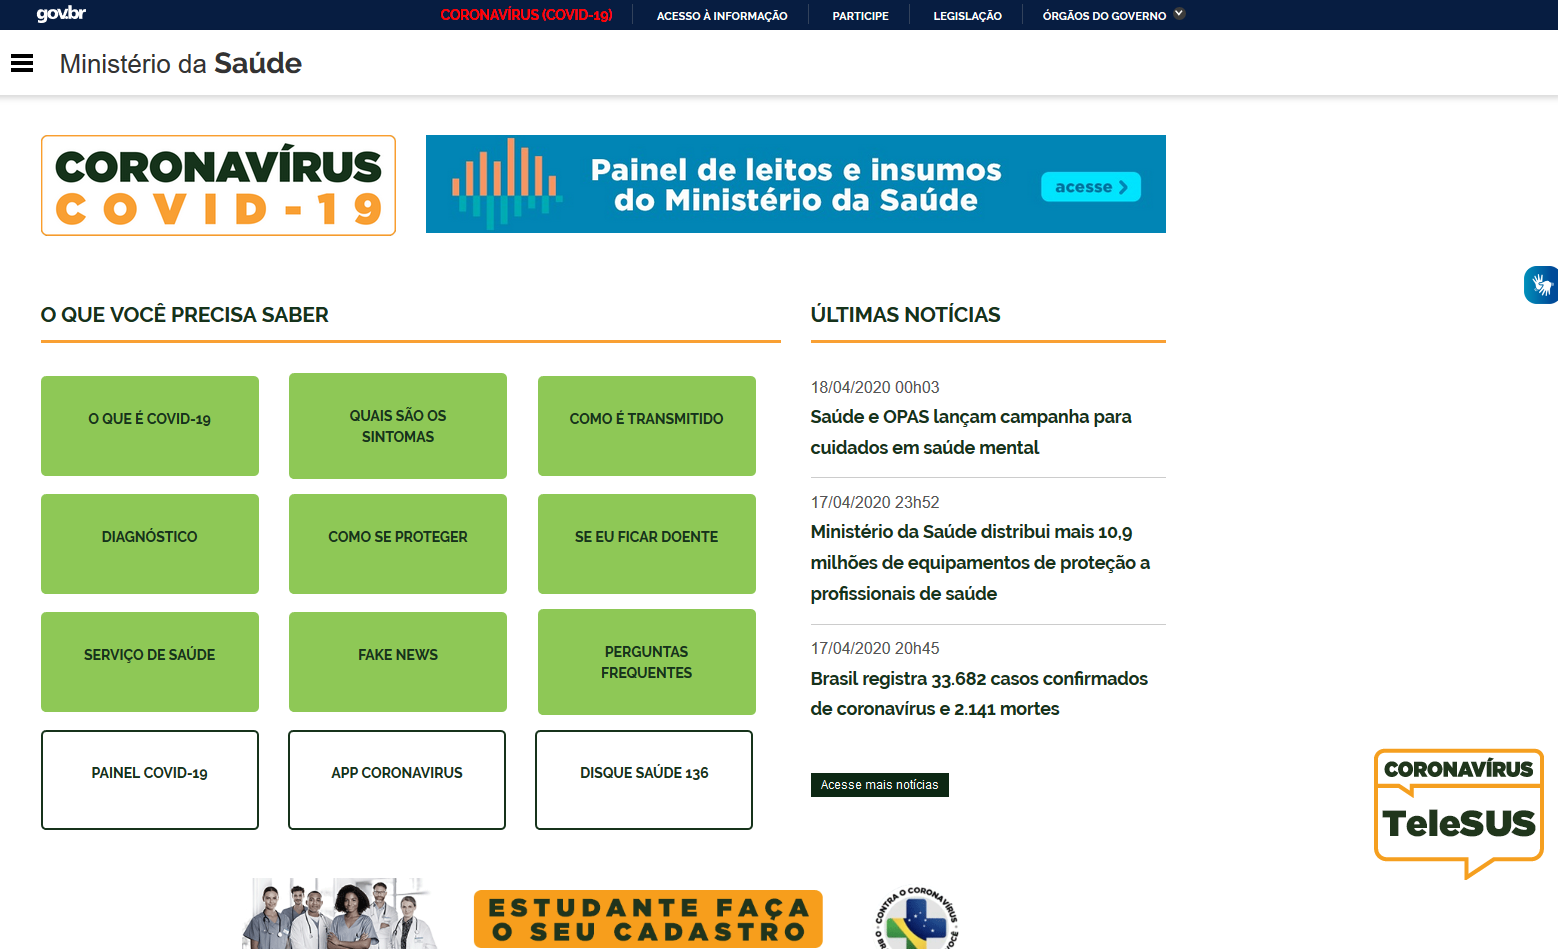 gov.br
CORONAVÍRUS (COVID-19)
ACESSO À INFORMAÇÃO
PARTICIPE
LEGISLAÇÃO
ÓRGÃOS DO GOVERNO
Ministério da Saúde
CORONAVÍRUS
COVID-19
Painel de leitos e insumos
do Ministério da Saúde
acesse
O QUE VOCÊ PRECISA SABER
O QUE É COVID-19
QUAIS SÃO OS
SINTOMAS
COMO É TRANSMITIDO
DIAGNÓSTICO
COMO SE PROTEGER
SE EU FICAR DOENTE
SERVIÇO DE SAÚDE
FAKE NEWS
PERGUNTAS
FREQUENTES
PAINEL COVID-19
APP CORONAVIRUS
DISQUE SAÚDE 136
ÚLTIMAS NOTÍCIAS
18/04/2020 00h03
Saúde e OPAS lançam campanha para
cuidados em saúde mental
17/04/2020 23h52
Ministério da Saúde distribui mais 10,9
milhões de equipamentos de proteção a
profissionais de saúde
17/04/2020 20h45
Brasil registra 33.682 casos confirmados
de coronavírus e 2.141 mortes
Acesse mais notícias
CORONAVÍRUS
TeleSUS
ESTUDANTE FAÇA
O SEU CADASTRO
CONTRA O CORONAVÍRUS